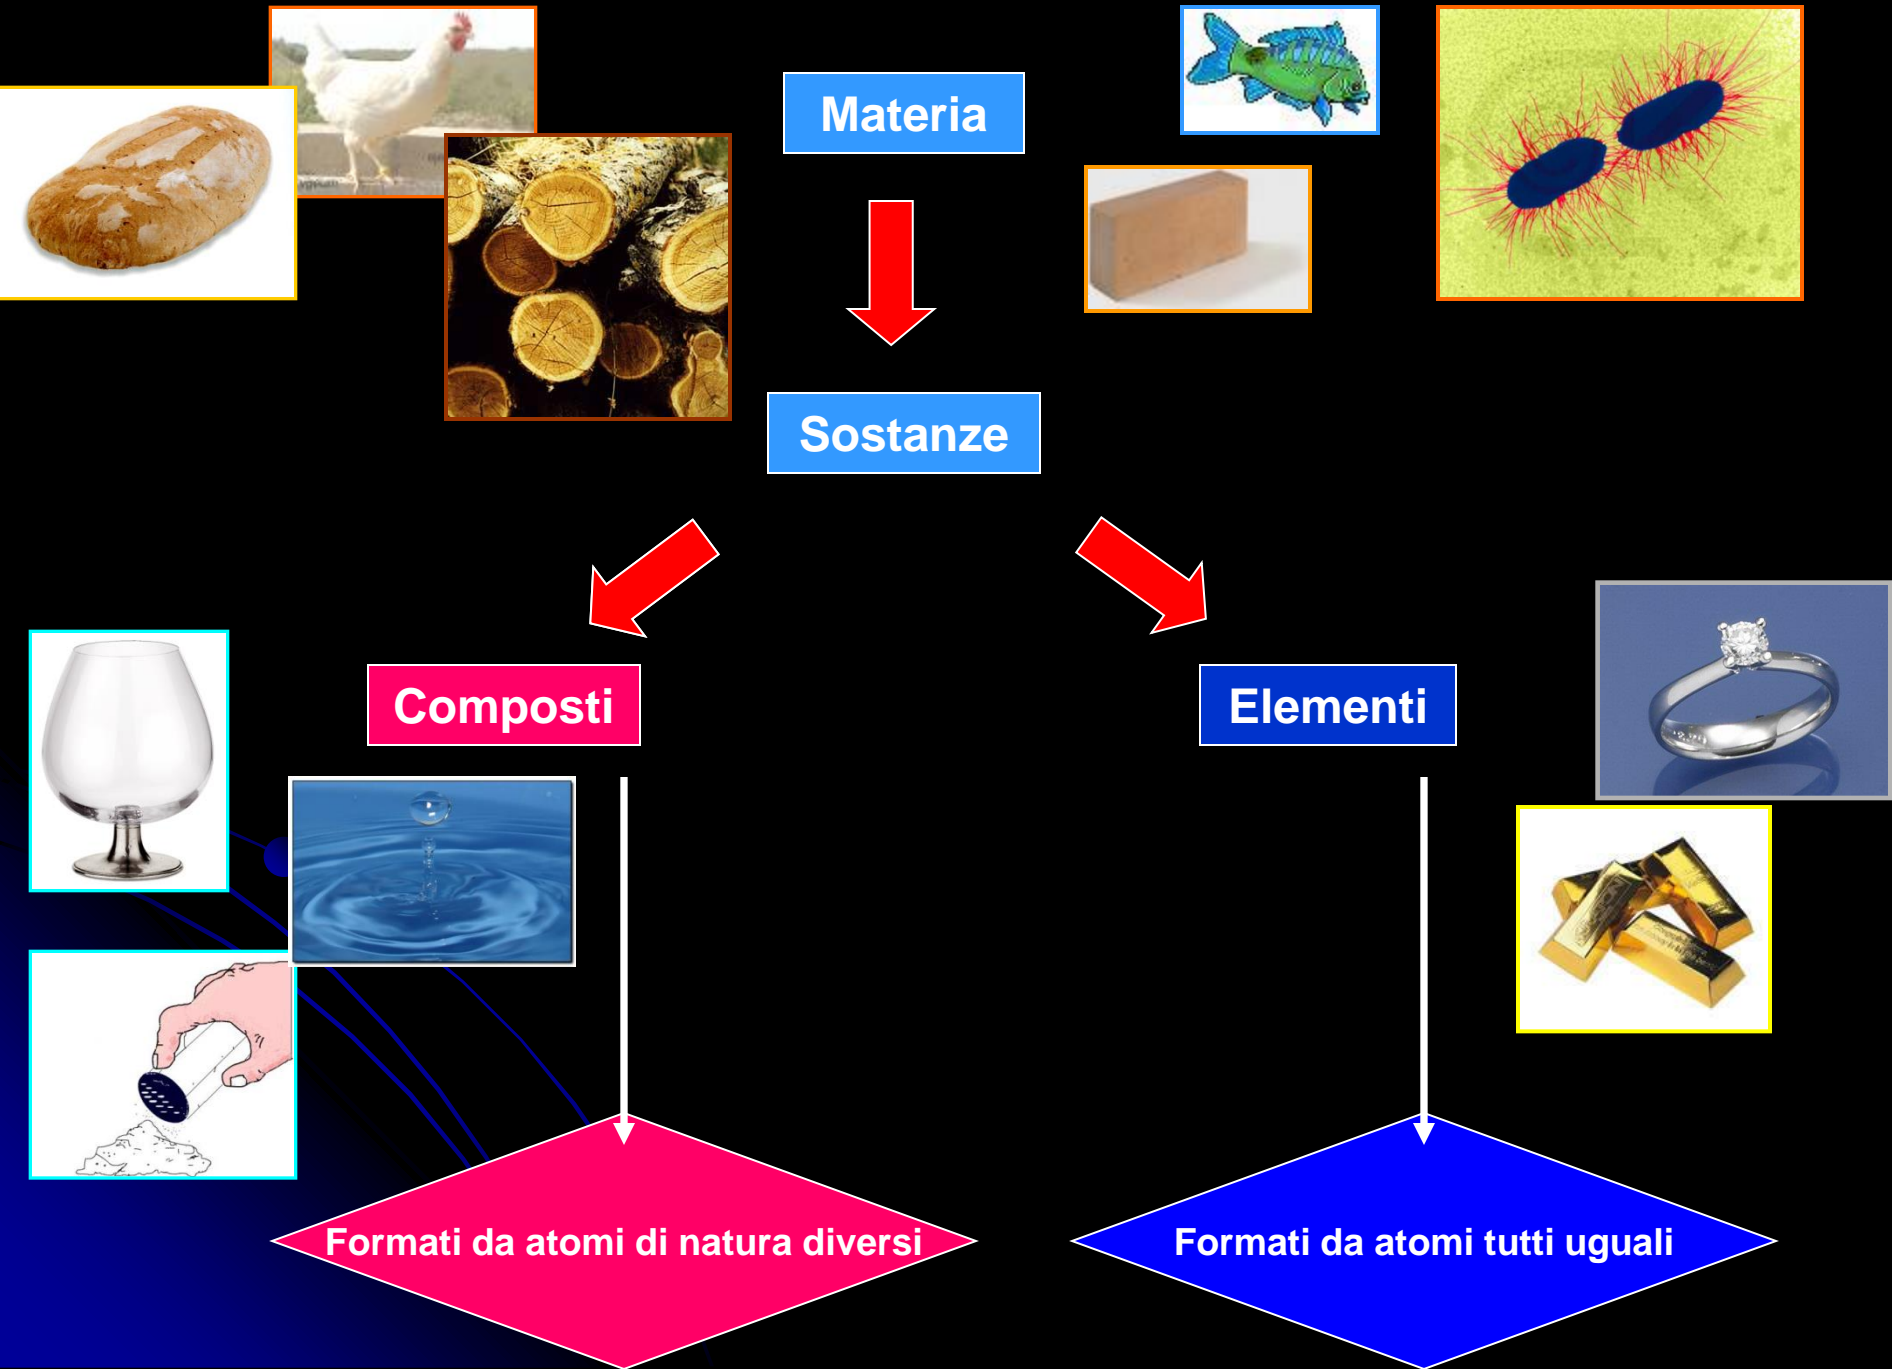 Materia
Sostanze
Composti
Elementi
Formati da atomi di natura diversi
Formati da atomi tutti uguali